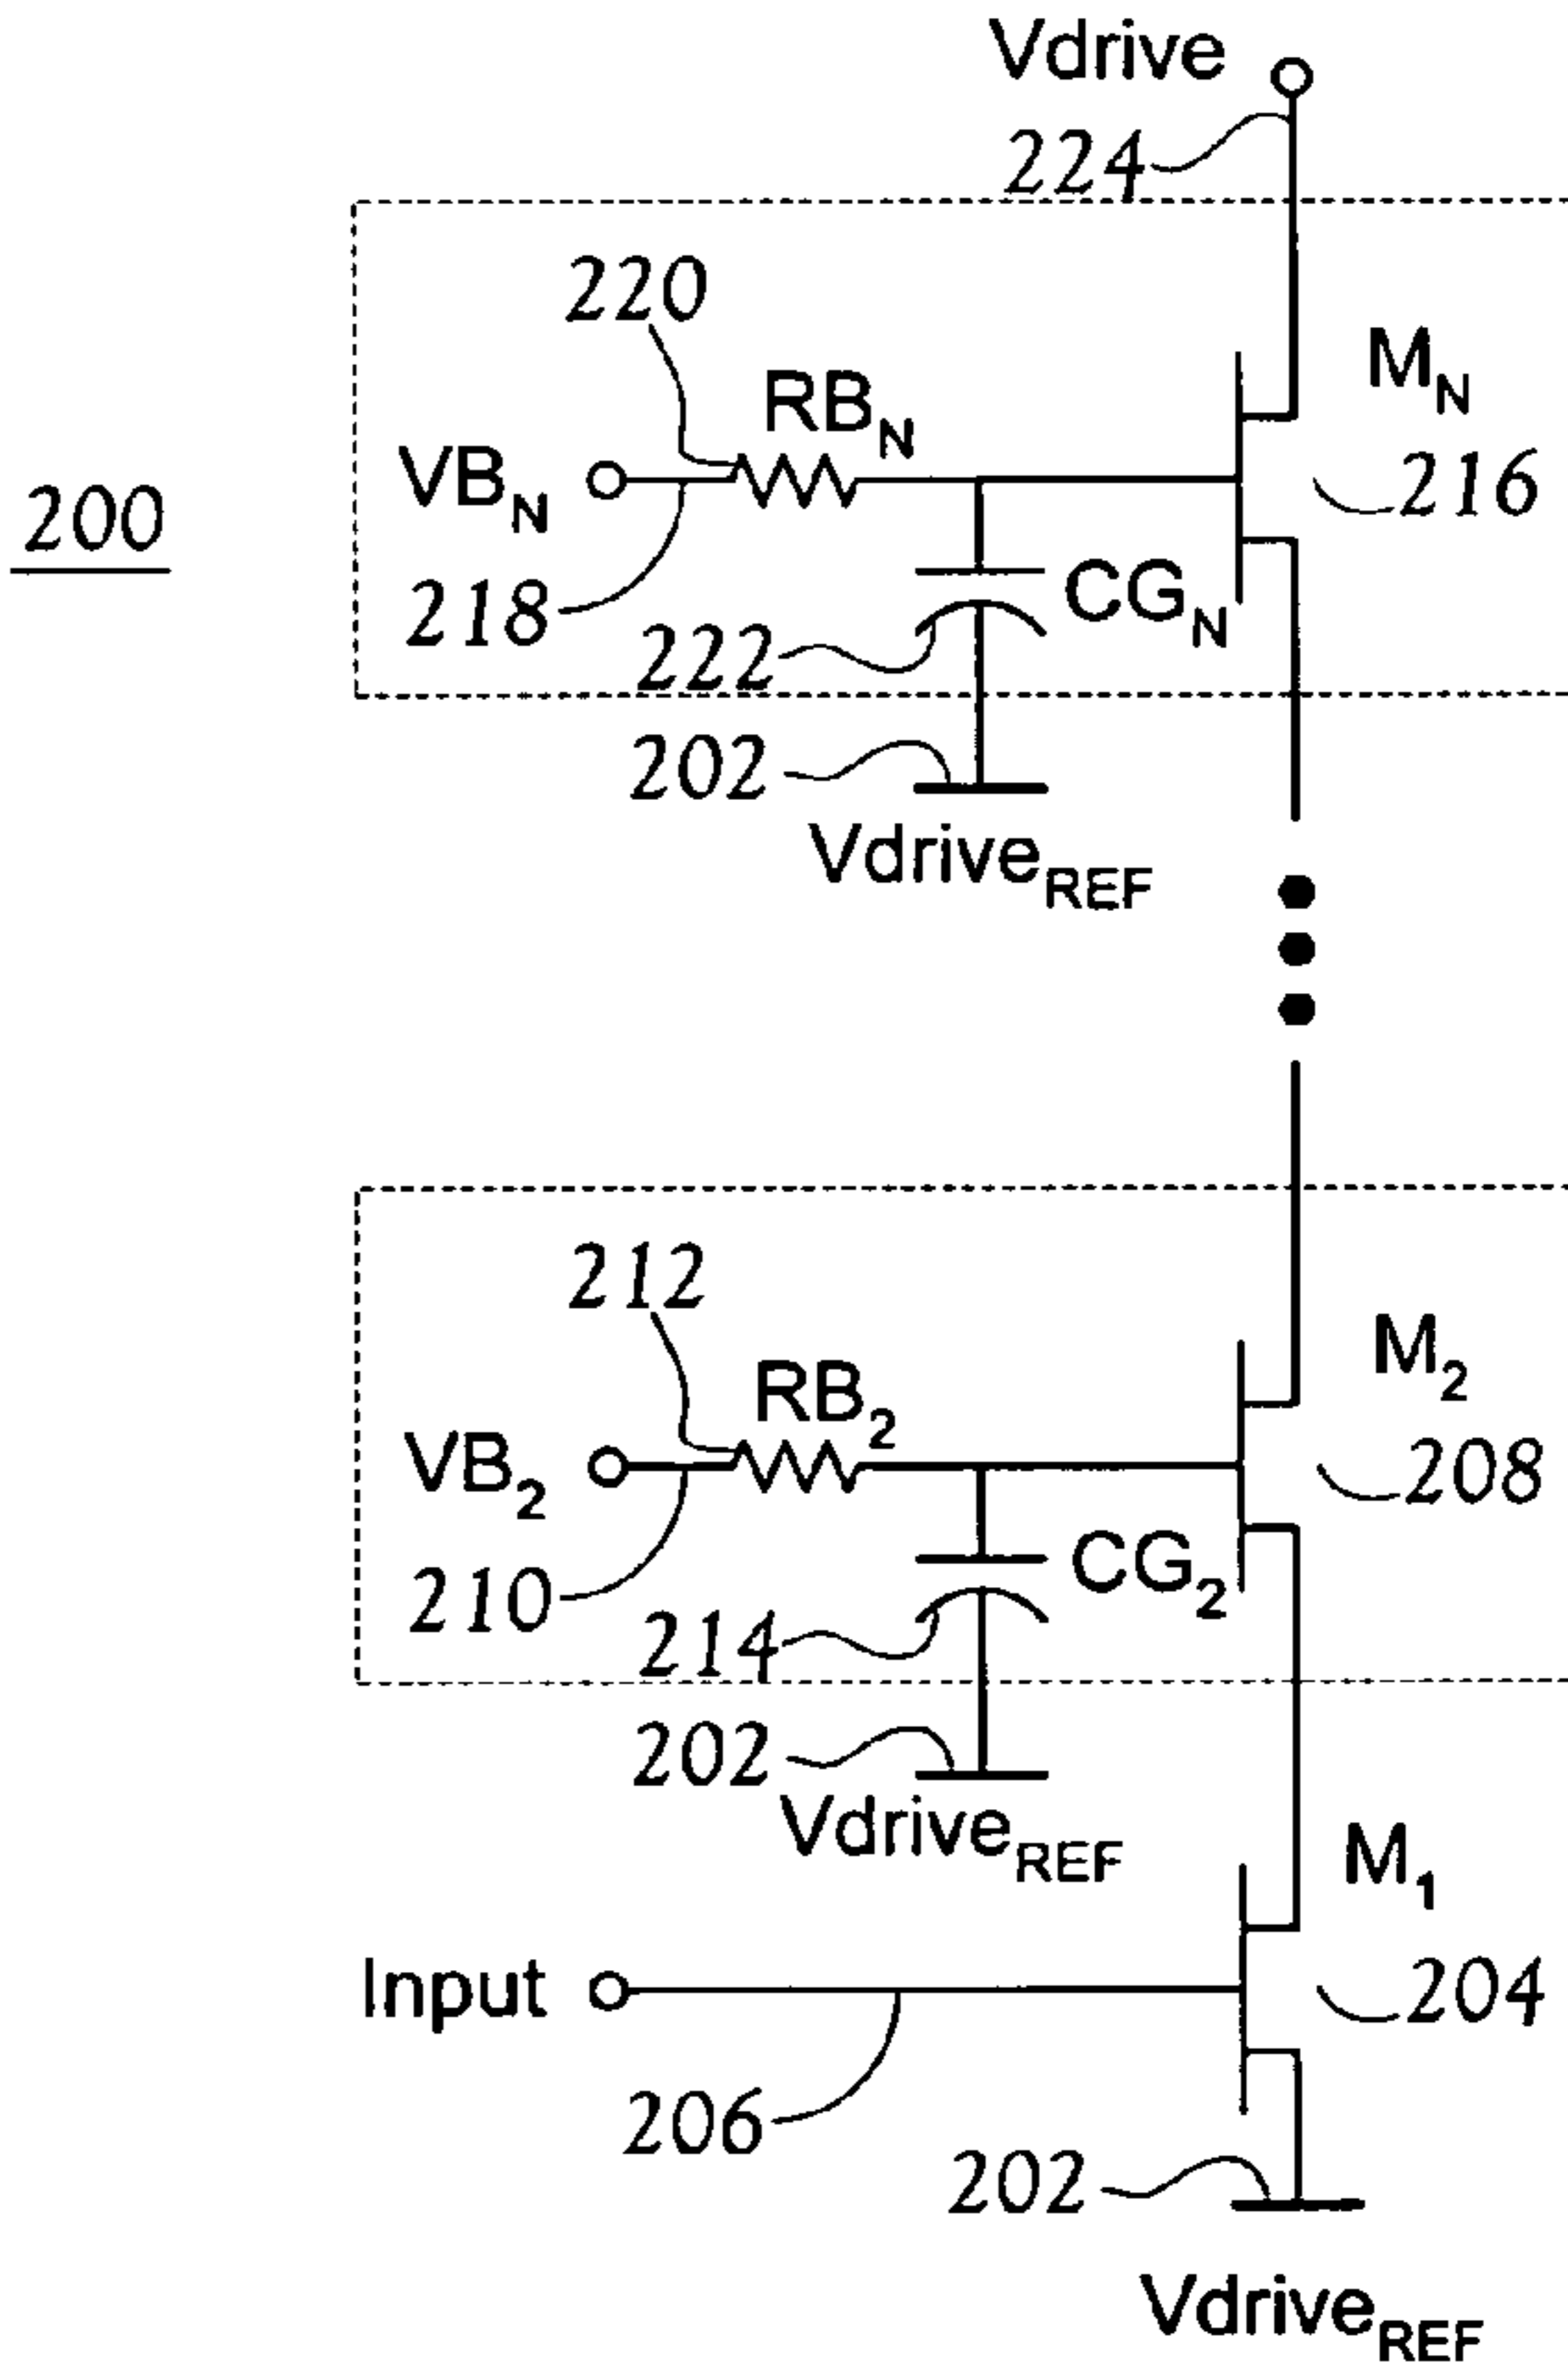 Vdrive
224
220
M_N
RB_N
VB_N
216
200
218
CG_N
222
202
Vdrive_REF
212
M_2
RB_2
VB_2
208
210
CG_2
214
202
Vdrive_REF
M_1
Input
204
206
202
Vdrive_REF